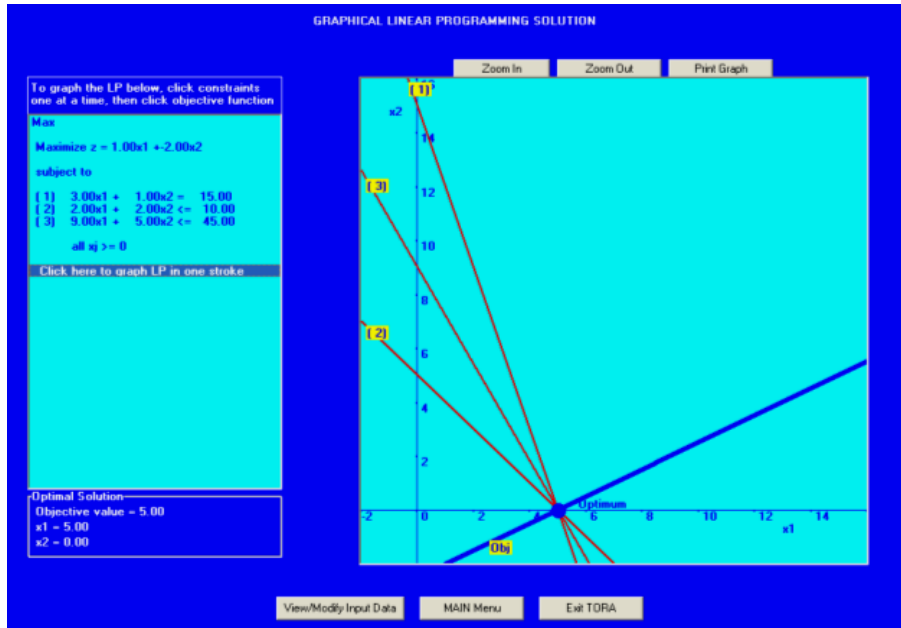 GRAPHICAL LINEAR PROGRAMMING SOLUTION
Zoom In
Zoom Out
Print Graph
To graph the LP below, click constraints
one at a time, then click objective function
Max
Maximize z = 1.00x1 +-2.00x2
subject to
( 1) 3.00x1 + 1.00x2 = 15.00
( 2) 2.00x1 + 2.00x2 <= 10.00
( 3) 9.00x1 + 5.00x2 <= 45.00
all xj >= 0
Click here to graph LP in one stroke
Optimal Solution
Objective value = 5.00
x1 = 5.00
x2 = 0.00
( 1)
x2
14
( 3)
12
10
8
( 2)
6
4
2
Optimum
-2 0 2 4 6 8 10 12 14
x1
Obj
View/Modify Input Data
MAIN Menu
Exit TORA